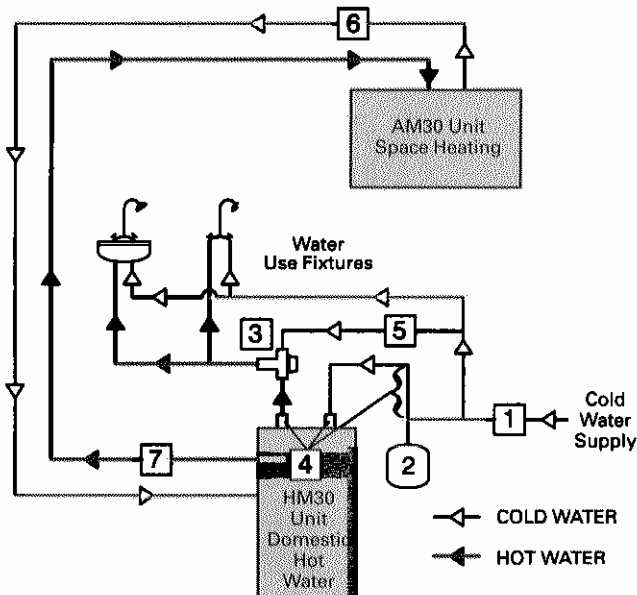 6
AM30 Unit
Space Heating
Water
Use Fixtures
3
5
Cold
Water
Supply
1
2
7
4
HM30
Unit
Domestic
Hot
Water
COLD WATER
HOT WATER